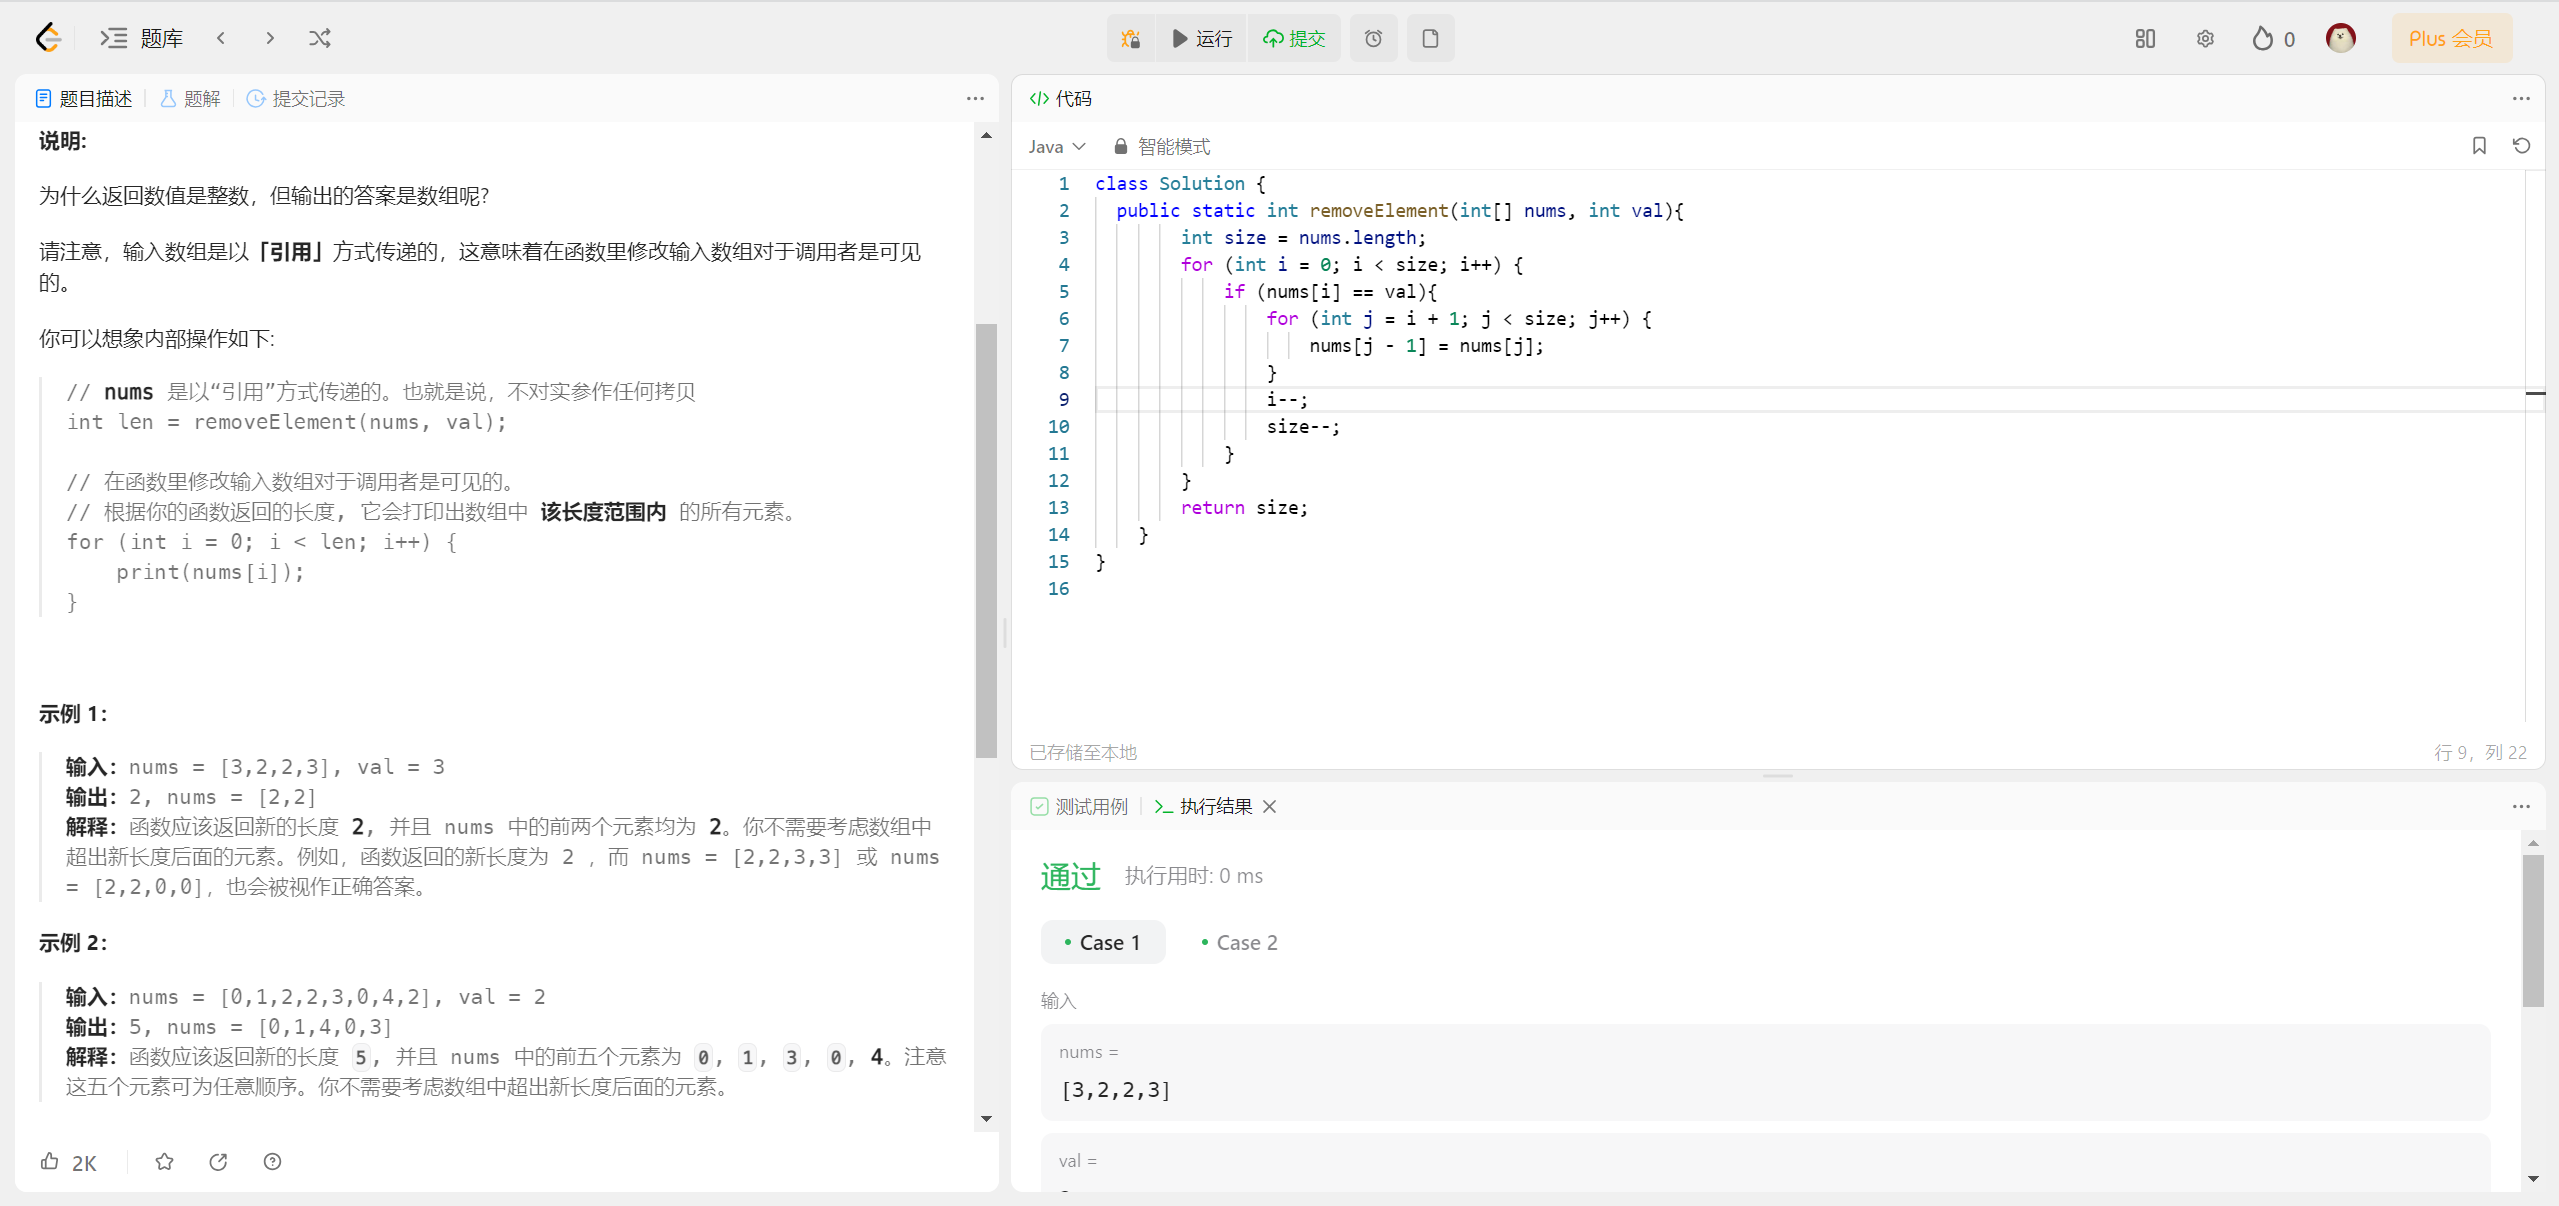 题库
运行
提交
0
Plus 会员
题目描述
题解
提交记录
说明:
为什么返回数值是整数，但输出的答案是数组呢?
请注意，输入数组是以「引用」方式传递的，这意味着在函数里修改输入数组对于调用者是可见
的。
你可以想象内部操作如下:
// nums 是以“引用”方式传递的。也就是说，不对实参作任何拷贝
int len = removeElement(nums, val);
// 在函数里修改输入数组对于调用者是可见的。
// 根据你的函数返回的长度, 它会打印出数组中 该长度范围内 的所有元素。
for (int i = 0; i < len; i++) {
    print(nums[i]);
}
示例 1：
输入：nums = [3,2,2,3], val = 3
输出：2, nums = [2,2]
解释：函数应该返回新的长度 2, 并且 nums 中的前两个元素均为 2。你不需要考虑数组中
超出新长度后面的元素。例如，函数返回的新长度为 2 ，而 nums = [2,2,3,3] 或 nums
= [2,2,0,0]，也会被视作正确答案。
示例 2：
输入：nums = [0,1,2,2,3,0,4,2], val = 2
输出：5, nums = [0,1,4,0,3]
解释：函数应该返回新的长度 5, 并且 nums 中的前五个元素为 0, 1, 3, 0, 4。注意
这五个元素可为任意顺序。你不需要考虑数组中超出新长度后面的元素。
2K
代码
Java
智能模式
1 class Solution {
2   public static int removeElement(int[] nums, int val){
3         int size = nums.length;
4         for (int i = 0; i < size; i++) {
5             if (nums[i] == val){
6                 for (int j = i + 1; j < size; j++) {
7                     nums[j - 1] = nums[j];
8                 }
9                 i--;
10                 size--;
11             }
12         }
13         return size;
14     }
15 }
16
已存储至本地
行 9，列 22
测试用例
执行结果
通过
执行用时: 0 ms
Case 1
Case 2
输入
nums =
[3,2,2,3]
val =